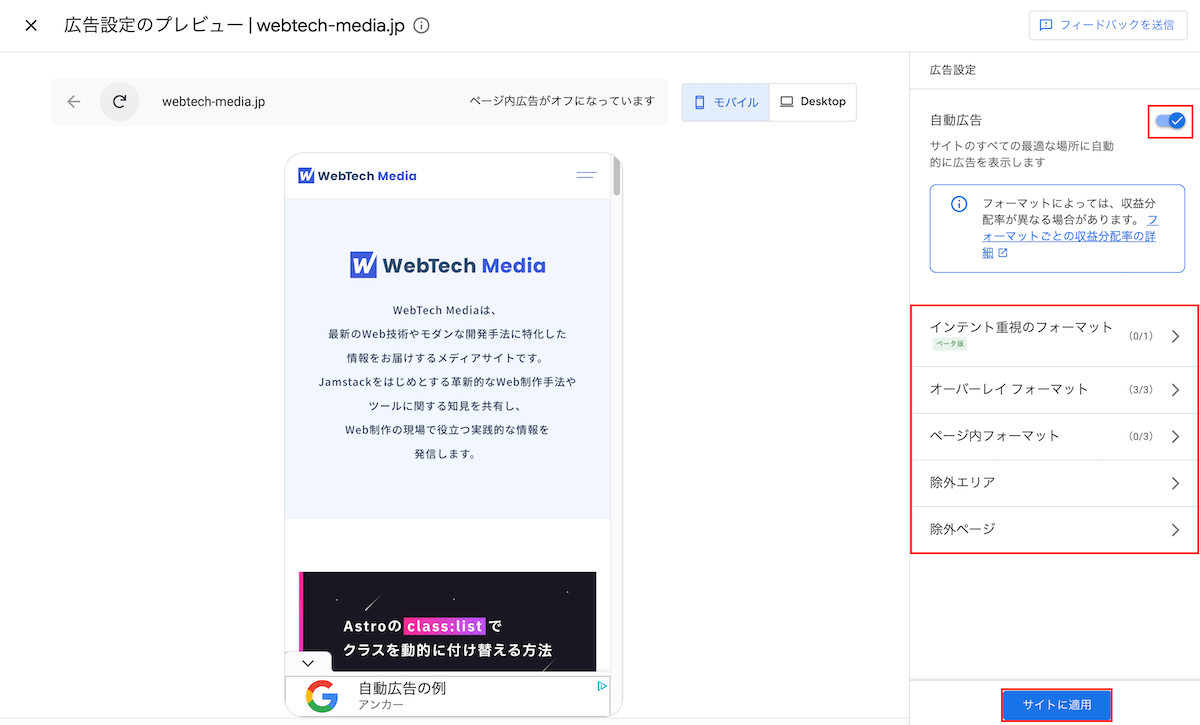 広告設定のプレビュー | webtech-media.jp
フィードバックを送信
webtech-media.jp
ページ内広告がオフになっています
モバイル
Desktop
WebTech Media
WebTech Media
WebTech Mediaは、
最新のWeb技術やモダンな開発手法に特化した
情報をお届けするメディアサイトです。
Jamstackをはじめとする革新的なWeb制作手法や
ツールに関する知見を共有し、
Web制作の現場で役立つ実践的な情報を
発信します。
Astroの class:list で
クラスを動的に付け替える方法
自動広告の例
アンカー
広告設定
自動広告
サイトのすべての最適な場所に自動
的に広告を表示します
フォーマットによっては、収益分
配率が異なる場合があります。 フ
ォーマットごとの収益分配率の詳
細
インテント重視のフォーマット
(0/1)
ベータ版
オーバーレイ フォーマット
(3/3)
ページ内フォーマット
(0/3)
除外エリア
除外ページ
サイトに適用